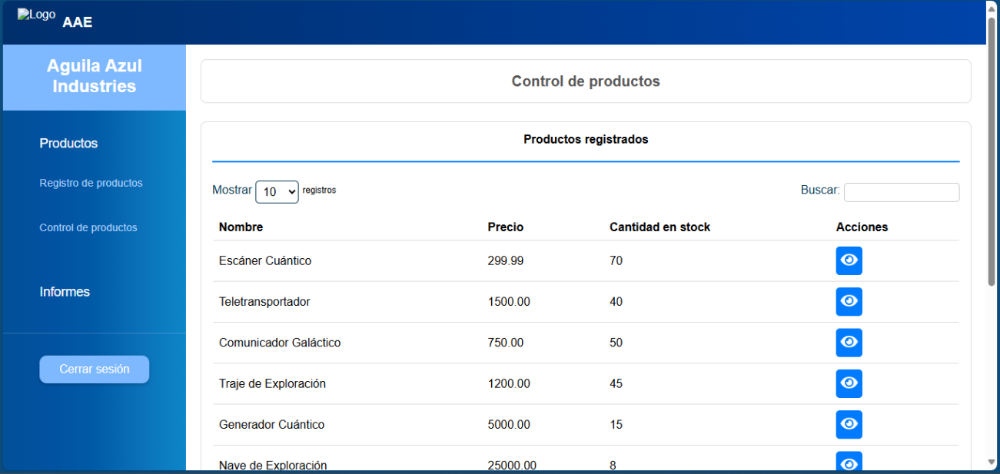 Logo
AAE
Aguila Azul
Industries
Productos
Registro de productos
Control de productos
Informes
Cerrar sesión
Control de productos
Productos registrados
Mostrar 10 registros Buscar:
Nombre Precio Cantidad en stock Acciones
Escáner Cuántico 299.99 70
Teletransportador 1500.00 40
Comunicador Galáctico 750.00 50
Traje de Exploración 1200.00 45
Generador Cuántico 5000.00 15
Nave de Exploración 25000.00 8